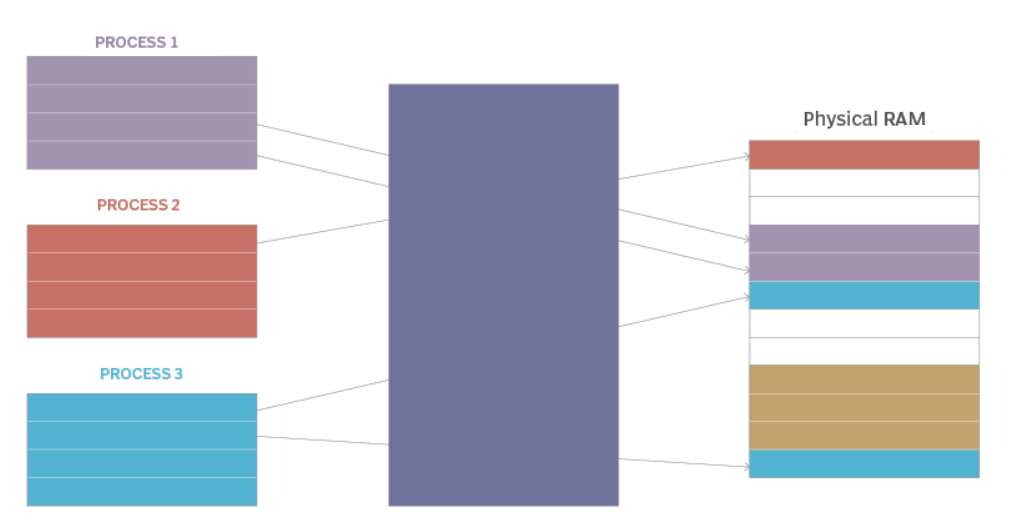 PROCESS 1
PROCESS 2
PROCESS 3
Physical RAM